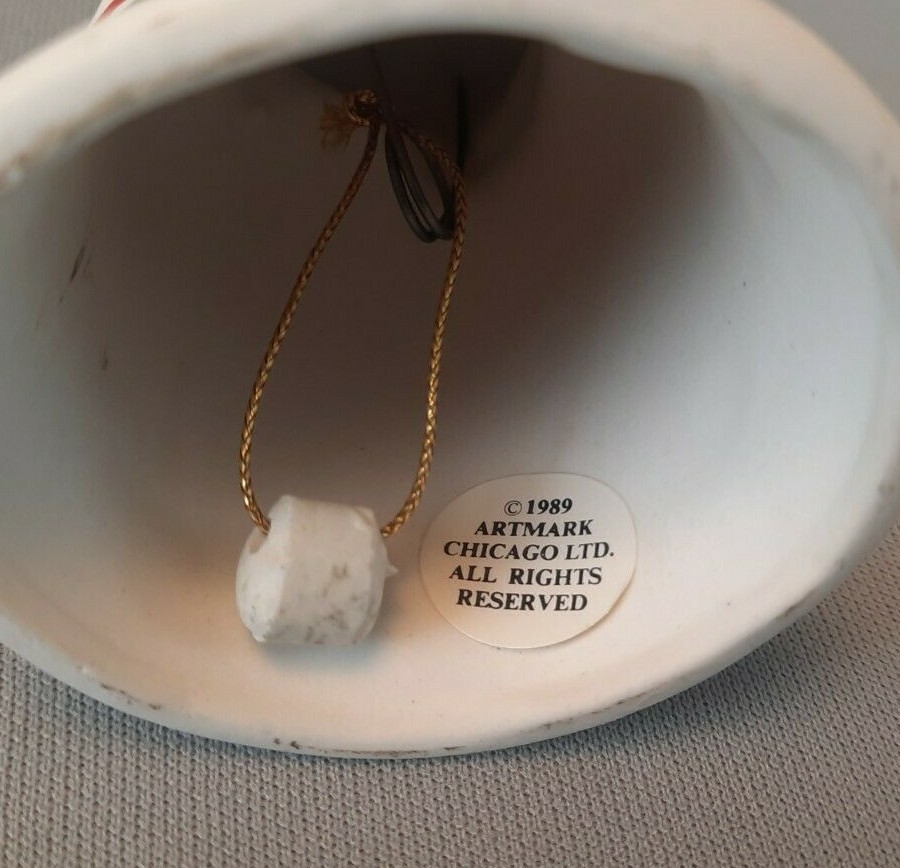 © 1989
ARTMARK
CHICAGO LTD.
ALL RIGHTS
RESERVED